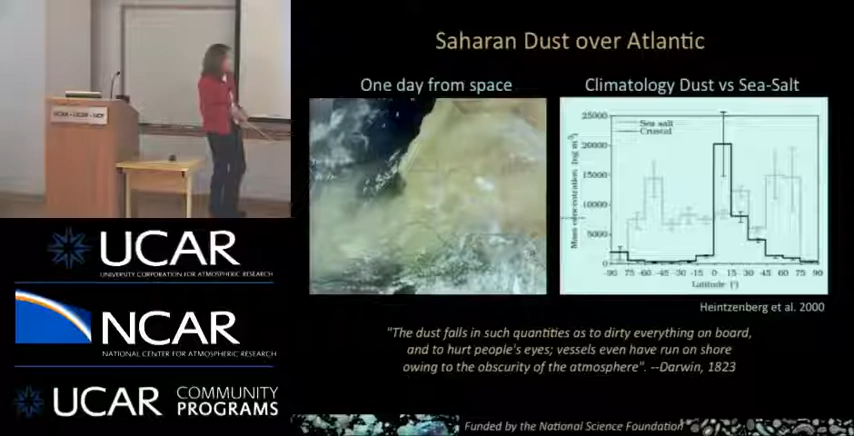 Saharan Dust over Atlantic
One day from space
Climatology Dust vs Sea-Salt
25000
20000
15000
10000
5000
0
Sea salt
Crustal
Mass concentration [ng m⁻³]
-90 -75 -60 -45 -30 -15 0 15 30 45 60 75 90
Latitude [°]
Heintzenberg et al. 2000
"The dust falls in such quantities as to dirty everything on board,
and to hurt people's eyes; vessels even have run on shore
owing to the obscurity of the atmosphere". --Darwin, 1823
Funded by the National Science Foundation
UCAR
UNIVERSITY CORPORATION FOR ATMOSPHERIC RESEARCH
NCAR
NATIONAL CENTER FOR ATMOSPHERIC RESEARCH
UCAR COMMUNITY
PROGRAMS